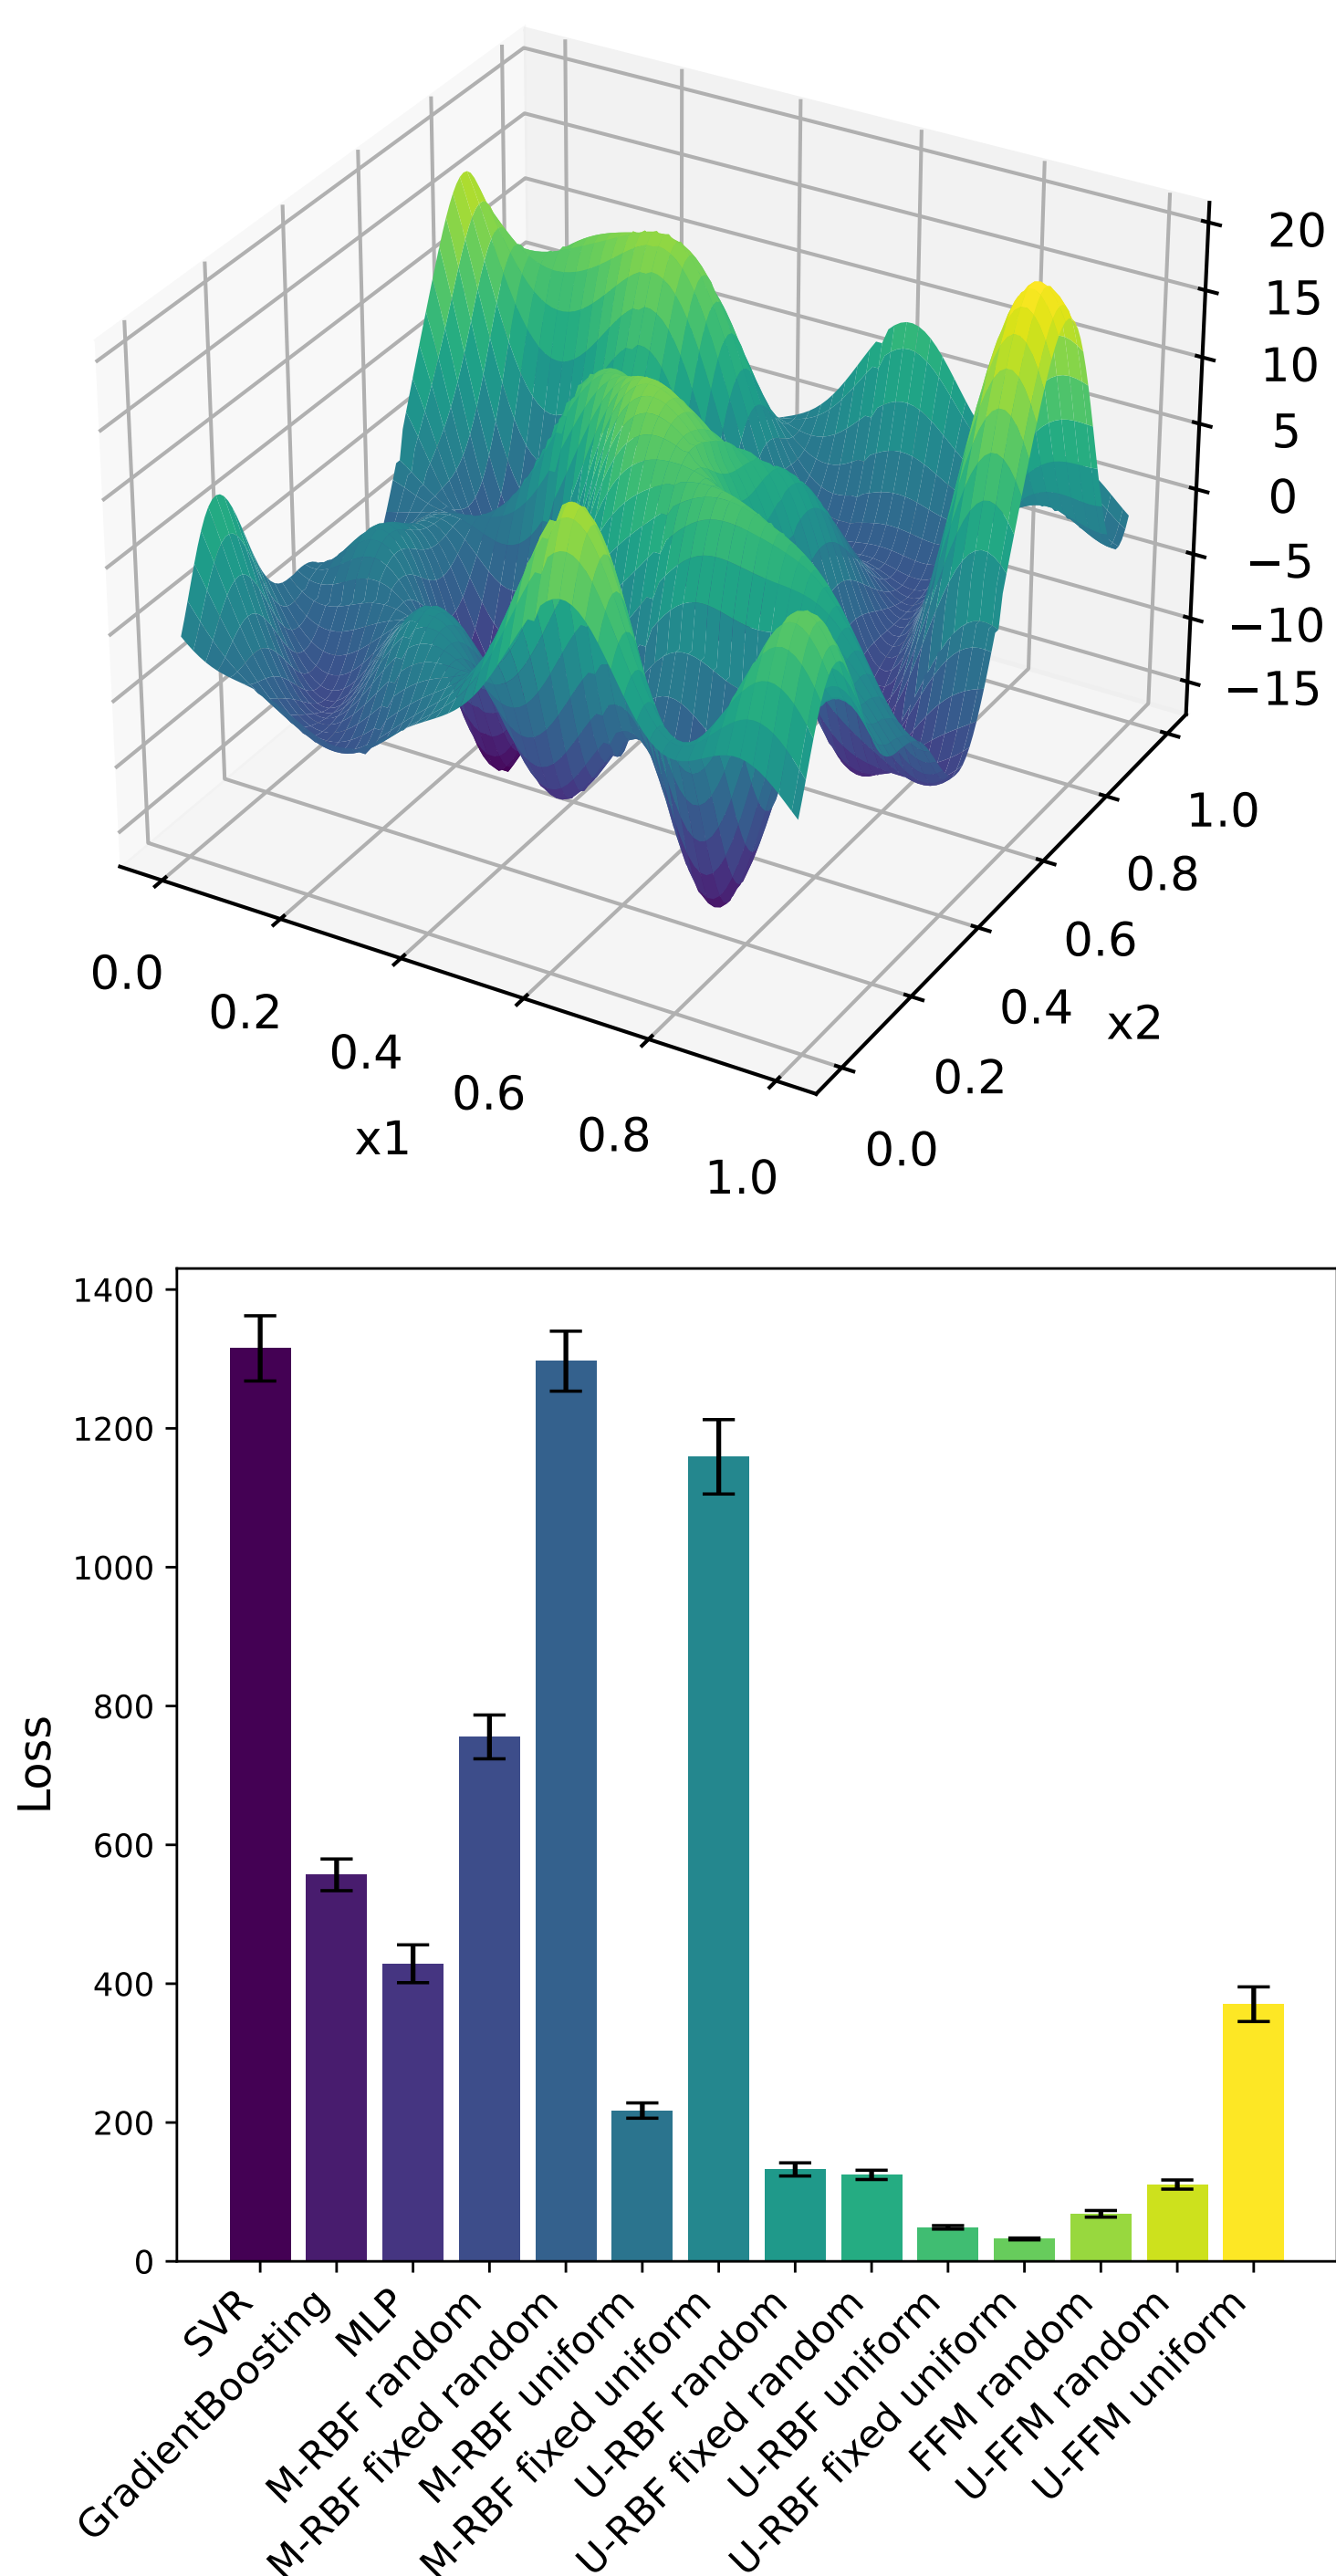 20
15
10
5
0
−5
−10
−15
1.0
0.8
0.6
0.4
0.2
0.0
x2
0.0
0.2
0.4
0.6
0.8
1.0
x1
1400
1200
1000
800
600
400
200
0
Loss
SVR
GradientBoosting
MLP
M-RBF random
M-RBF fixed random
M-RBF uniform
M-RBF fixed uniform
U-RBF random
U-RBF fixed random
U-RBF uniform
U-RBF fixed uniform
FFM random
U-FFM random
U-FFM uniform